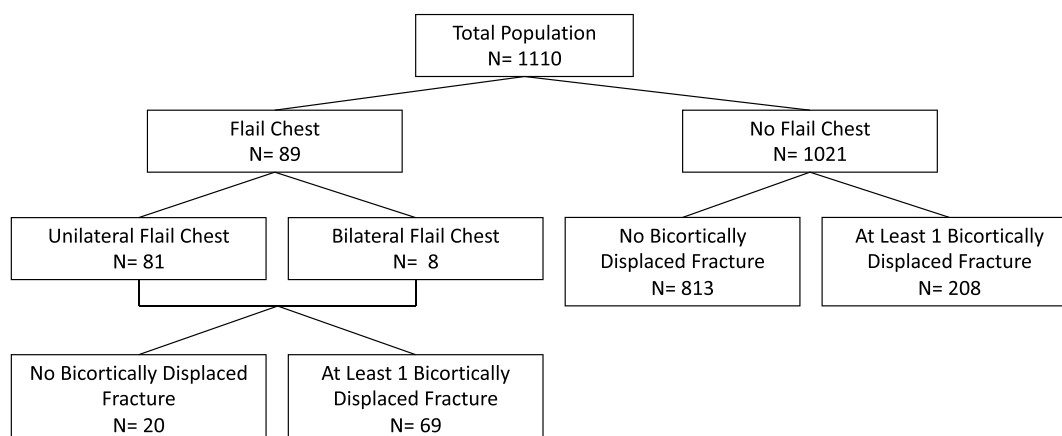 Total Population
N= 1110
Flail Chest
N= 89
No Flail Chest
N= 1021
Unilateral Flail Chest
N= 81
Bilateral Flail Chest
N= 8
No Bicortically
Displaced Fracture
N= 813
At Least 1 Bicortically
Displaced Fracture
N= 208
No Bicortically Displaced
Fracture
N= 20
At Least 1 Bicortically
Displaced Fracture
N= 69